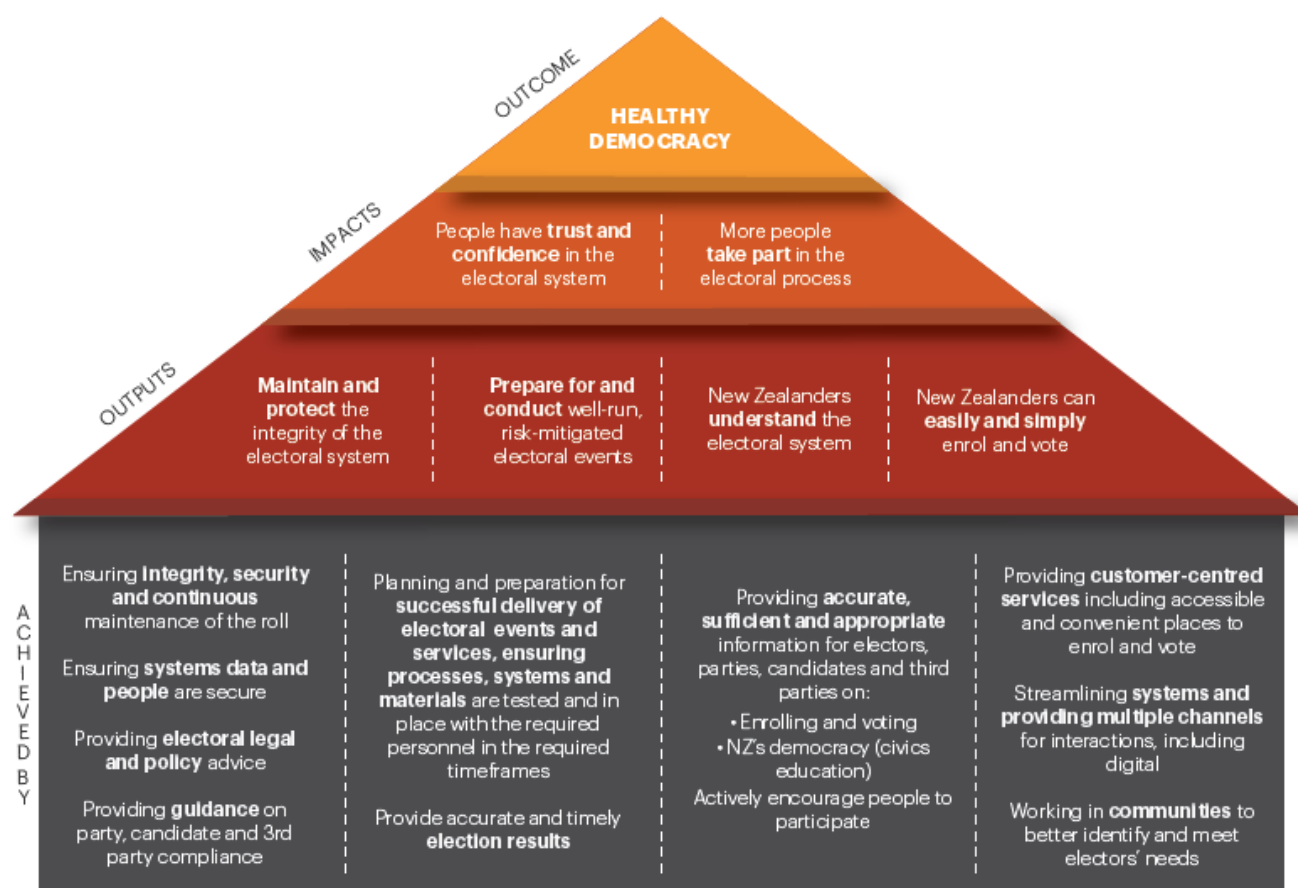 OUTCOME
HEALTHY
DEMOCRACY
IMPACTS
People have trust and
confidence in the
electoral system
More people
take part in the
electoral process
OUTPUTS
Maintain and
protect the
integrity of the
electoral system
Prepare for and
conduct well-run,
risk-mitigated
electoral events
New Zealanders
understand the
electoral system
New Zealanders can
easily and simply
enrol and vote
ACHIEVED BY
Ensuring integrity, security
and continuous
maintenance of the roll
Ensuring systems data and
people are secure
Providing electoral legal
and policy advice
Providing guidance on
party, candidate and 3rd
party compliance
Planning and preparation for
successful delivery of
electoral events and
services, ensuring
processes, systems and
materials are tested and in
place with the required
personnel in the required
timeframes
Provide accurate and timely
election results
Providing accurate,
sufficient and appropriate
information for electors,
parties, candidates and third
parties on:
• Enrolling and voting
• NZ's democracy (civics
education)
Actively encourage people to
participate
Providing customer-centred
services including accessible
and convenient places to
enrol and vote
Streamlining systems and
providing multiple channels
for interactions, including
digital
Working in communities to
better identify and meet
electors' needs